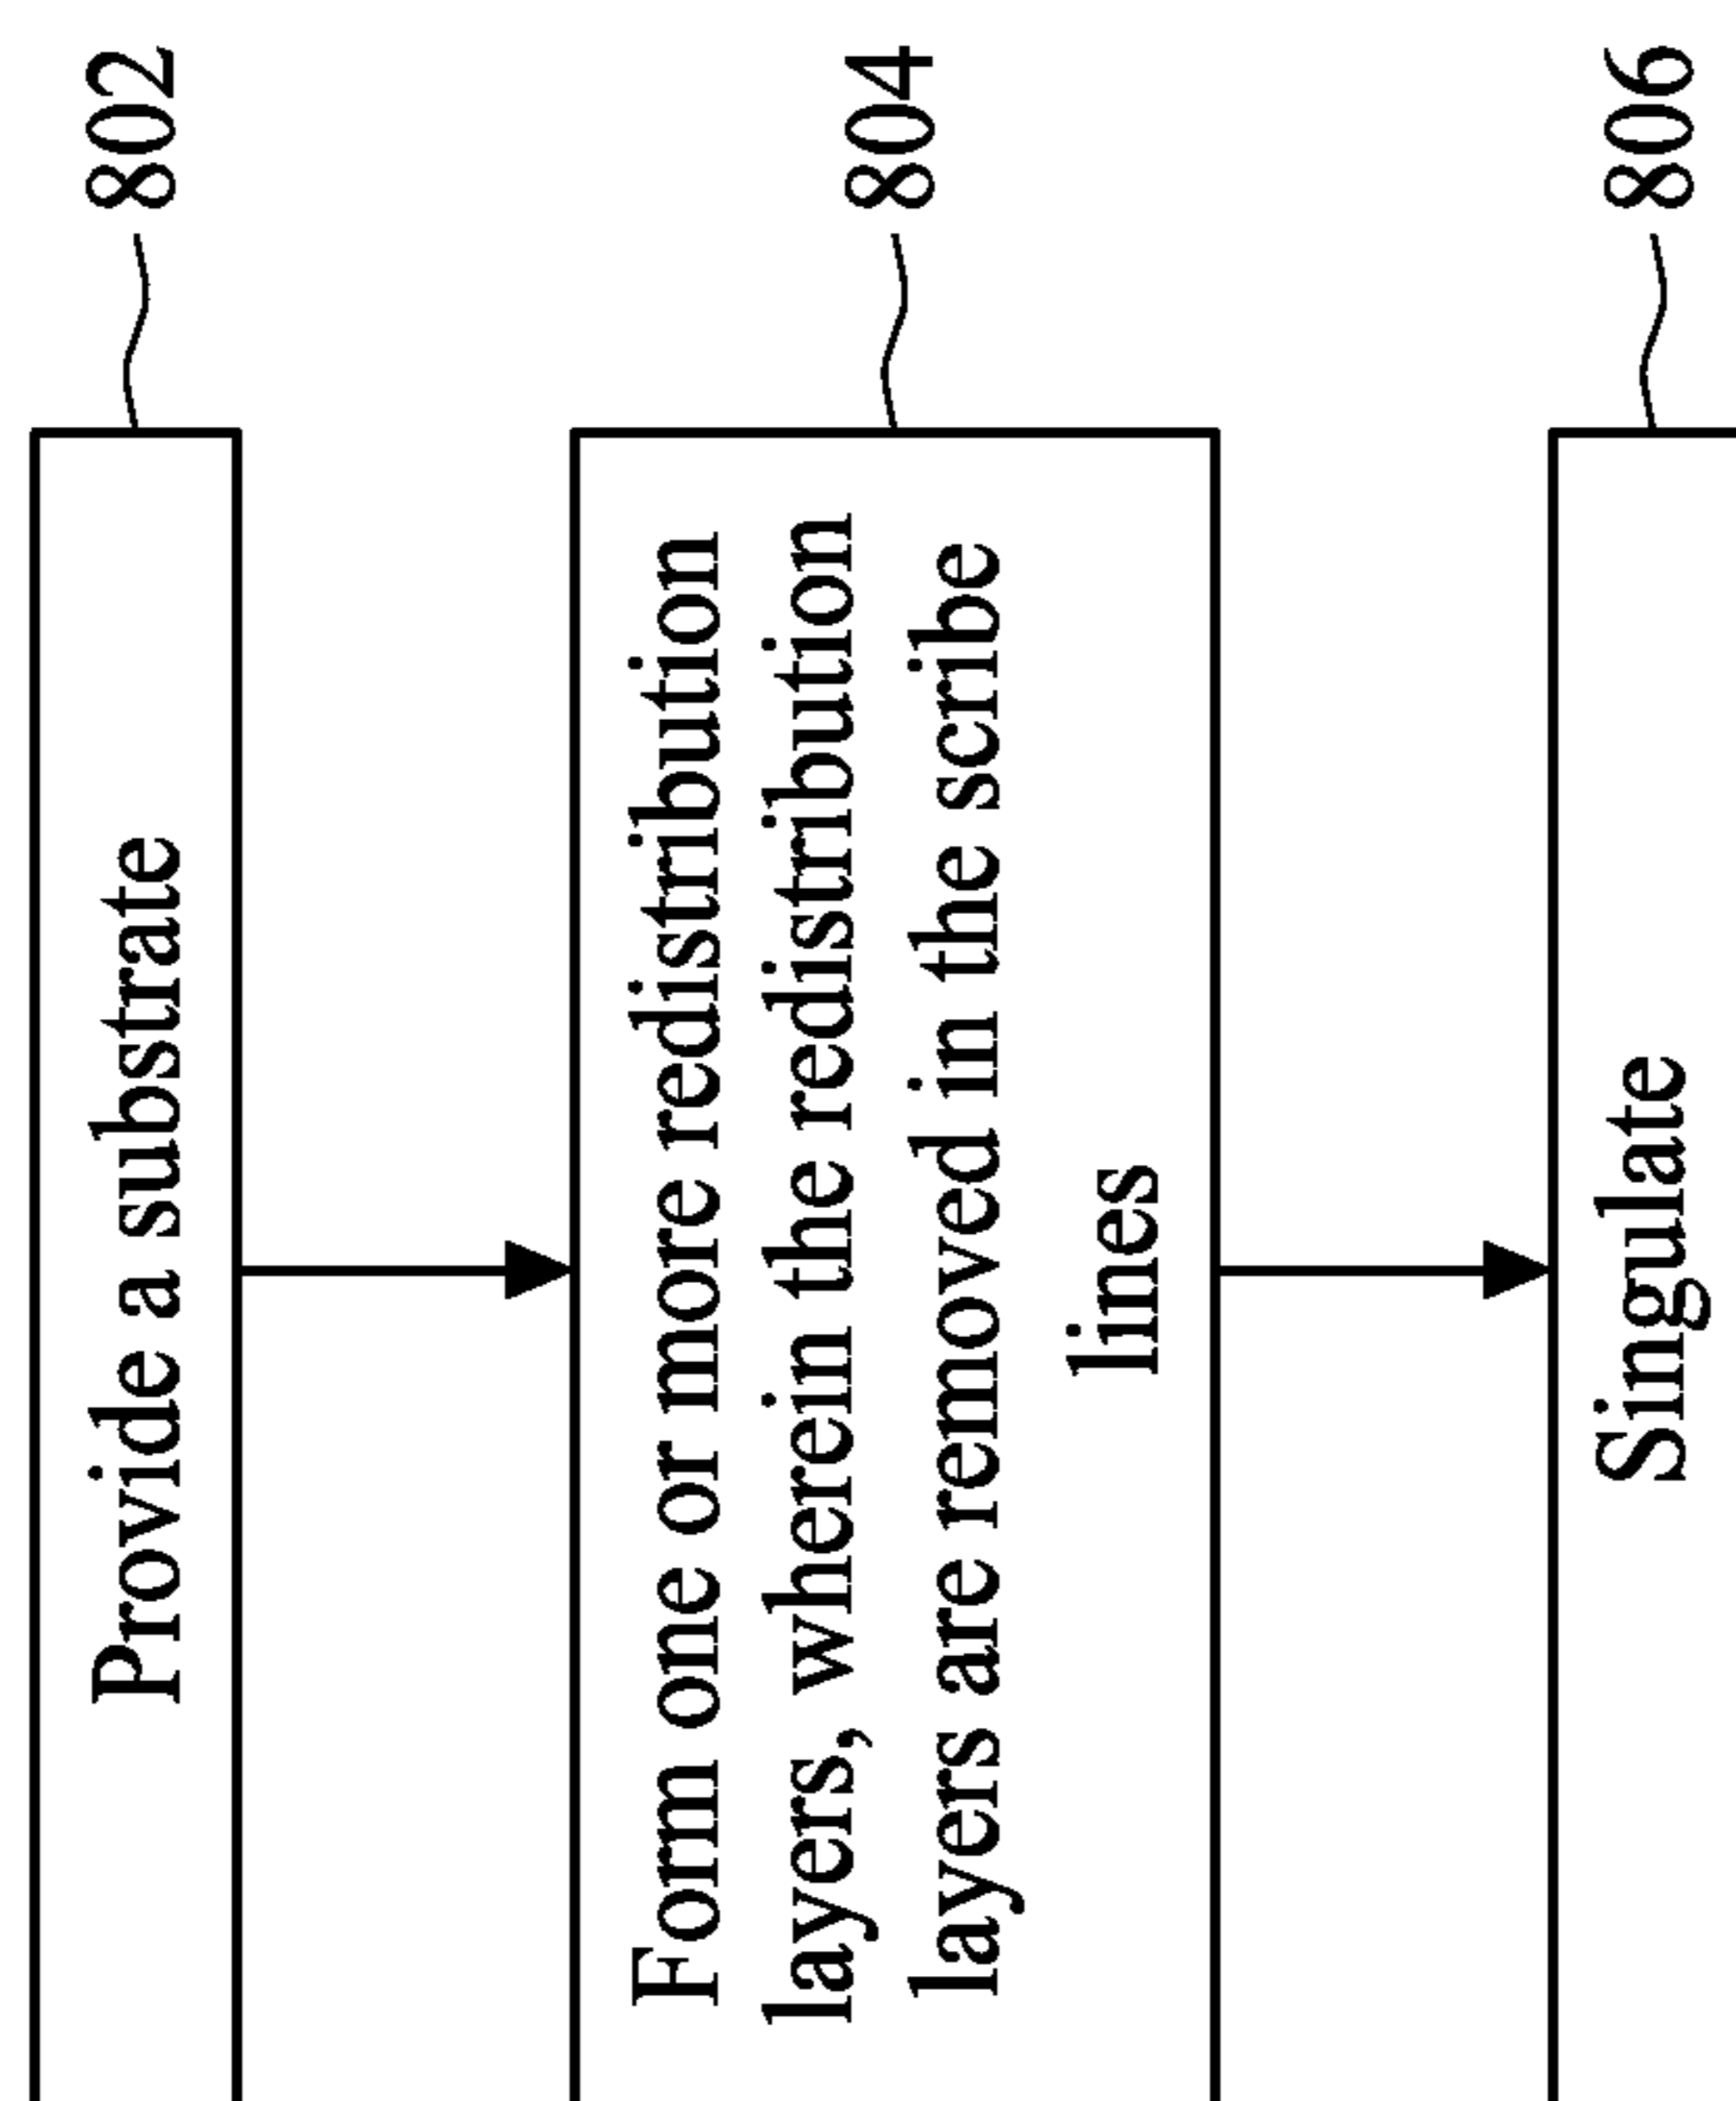 Provide a substrate
802
Form one or more redistribution
layers, wherein the redistribution
layers are removed in the scribe
lines
804
Singulate
806